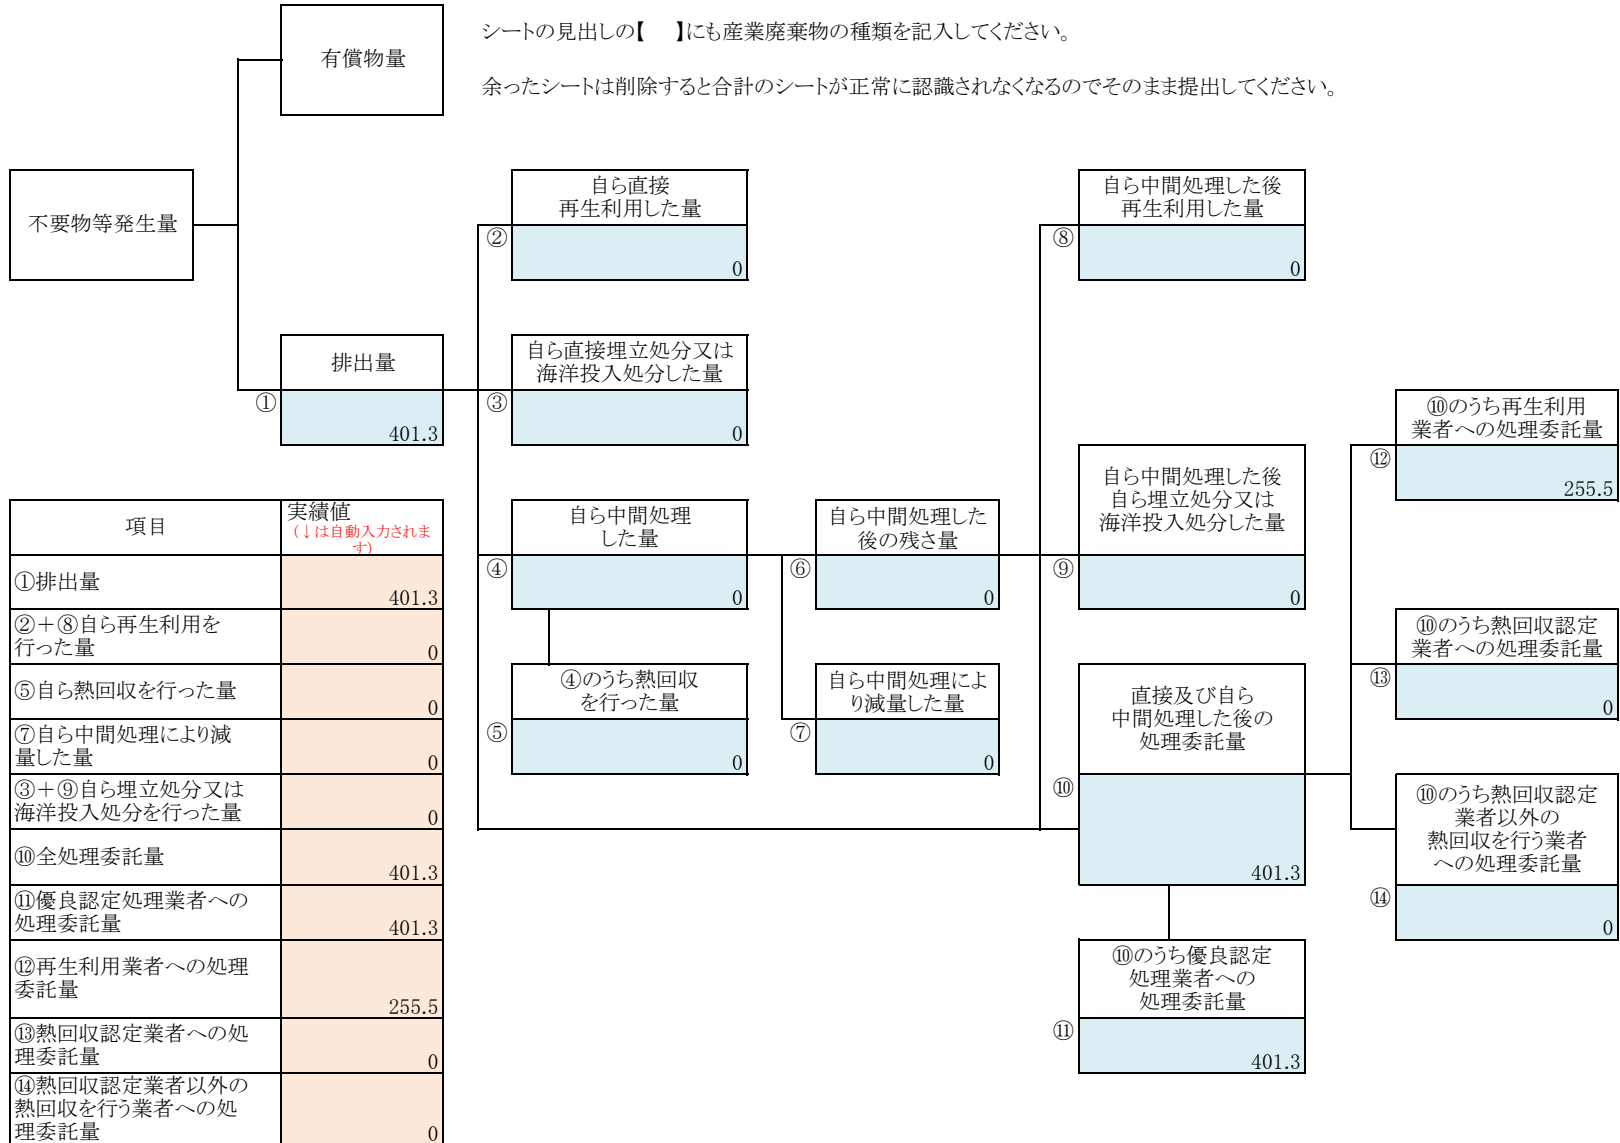 有償物量
シートの見出しの【　】にも産業廃棄物の種類を記入してください。
余ったシートは削除すると合計のシートが正常に認識されなくなるのでそのまま提出してください。
不要物等発生量
自ら直接
再生利用した量
②
0
自ら中間処理した後
再生利用した量
⑧
0
排出量
①
401.3
自ら直接埋立処分又は
海洋投入処分した量
③
0
⑩のうち再生利用
業者への処理委託量
⑫
255.5
自ら中間処理
した量
④
0
自ら中間処理した
後の残さ量
⑥
0
自ら中間処理した後
自ら埋立処分又は
海洋投入処分した量
⑨
0
⑩のうち熱回収認定
業者への処理委託量
⑬
0
④のうち熱回収
を行った量
⑤
0
自ら中間処理によ
り減量した量
⑦
0
直接及び自ら
中間処理した後の
処理委託量
⑩
401.3
⑩のうち熱回収認定
業者以外の
熱回収を行う業者
への処理委託量
⑭
0
⑩のうち優良認定
処理業者への
処理委託量
⑪
401.3
項目
実績値
(↓は自動入力されま
す)
①排出量
401.3
②＋⑧自ら再生利用を
行った量
0
⑤自ら熱回収を行った量
0
⑦自ら中間処理により減
量した量
0
③＋⑨自ら埋立処分又は
海洋投入処分を行った量
0
⑩全処理委託量
401.3
⑪優良認定処理業者への
処理委託量
401.3
⑫再生利用業者への処理
委託量
255.5
⑬熱回収認定業者への処
理委託量
0
⑭熱回収認定業者以外の
熱回収を行う業者への処
理委託量
0